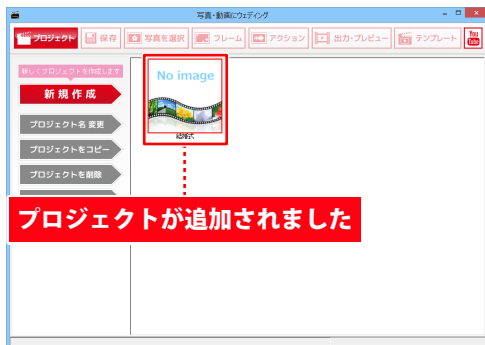 写真・動画にウェディング
プロジェクト 保存 写真を選択 フレーム アクション 出力・プレビュー テンプレート You Tube
新しくプロジェクトを作成します
新規作成
プロジェクト名変更
プロジェクトをコピー
プロジェクトを削除
No image
結婚式
プロジェクトが追加されました